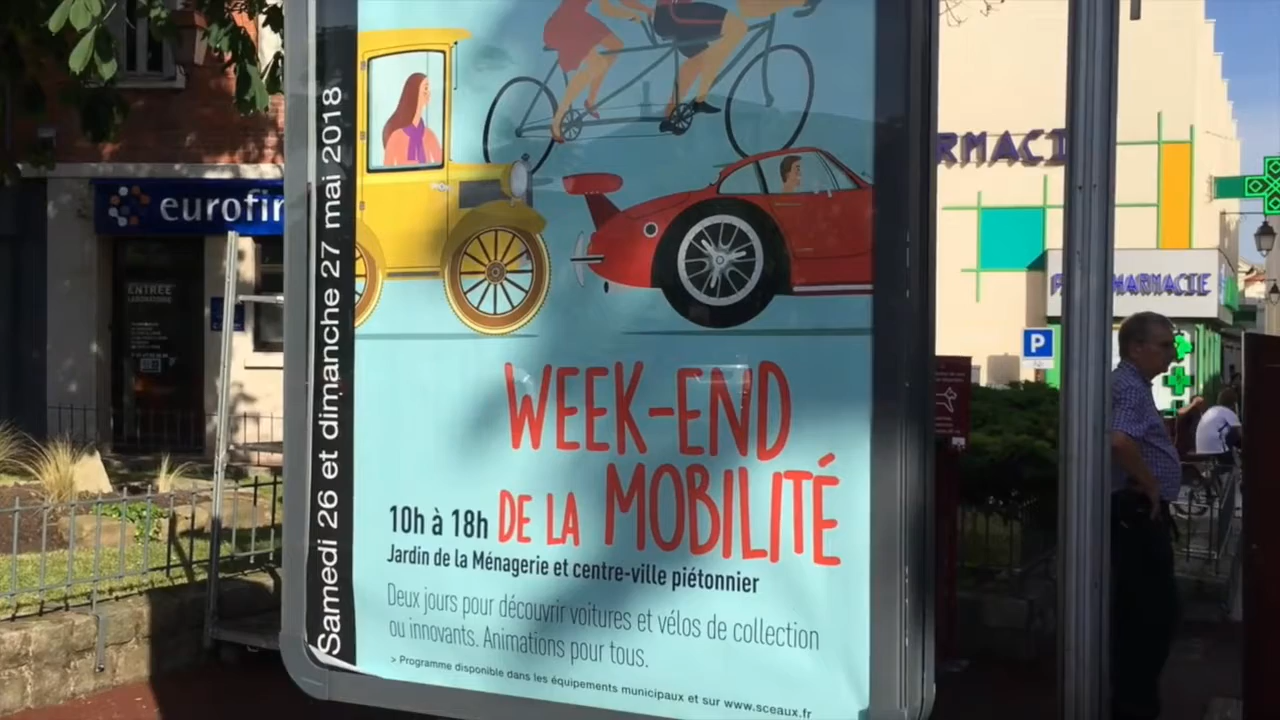 Samedi 26 et dimanche 27 mai 2018
WEEK-END
DE LA MOBILITÉ
10h à 18h
Jardin de la Ménagerie et centre-ville piétonnier
Deux jours pour découvrir voitures et vélos de collection
ou innovants. Animations pour tous.
> Programme disponible dans les équipements municipaux et sur www.sceaux.fr
eurofin
ENTREE
LABORATOIRE
RMACI
PHARMACIE
P